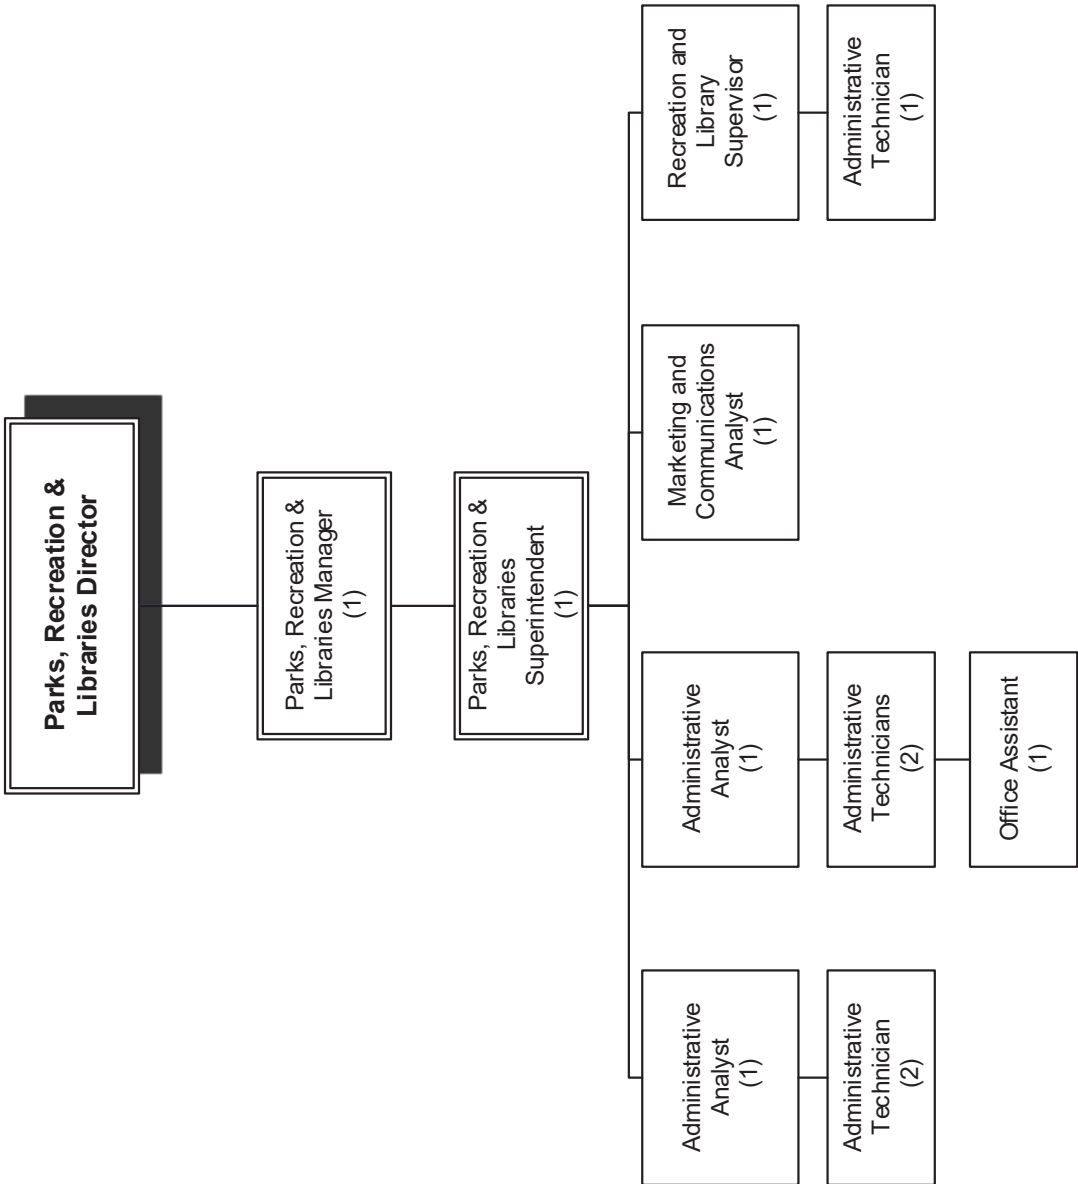 Parks, Recreation &
Libraries Director
Parks, Recreation &
Libraries Manager
(1)
Parks, Recreation &
Libraries
Superintendent
(1)
Administrative
Analyst
(1)
Administrative
Technician
(2)
Administrative
Analyst
(1)
Administrative
Technicians
(2)
Office Assistant
(1)
Marketing and
Communications
Analyst
(1)
Recreation and
Library
Supervisor
(1)
Administrative
Technician
(1)